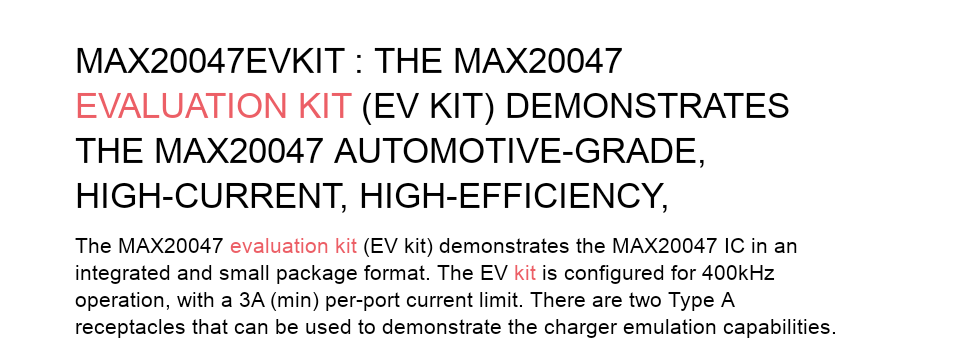 MAX20047EVKIT : THE MAX20047
EVALUATION KIT (EV KIT) DEMONSTRATES
THE MAX20047 AUTOMOTIVE-GRADE,
HIGH-CURRENT, HIGH-EFFICIENCY,
The MAX20047 evaluation kit (EV kit) demonstrates the MAX20047 IC in an
integrated and small package format. The EV kit is configured for 400kHz
operation, with a 3A (min) per-port current limit. There are two Type A
receptacles that can be used to demonstrate the charger emulation capabilities.